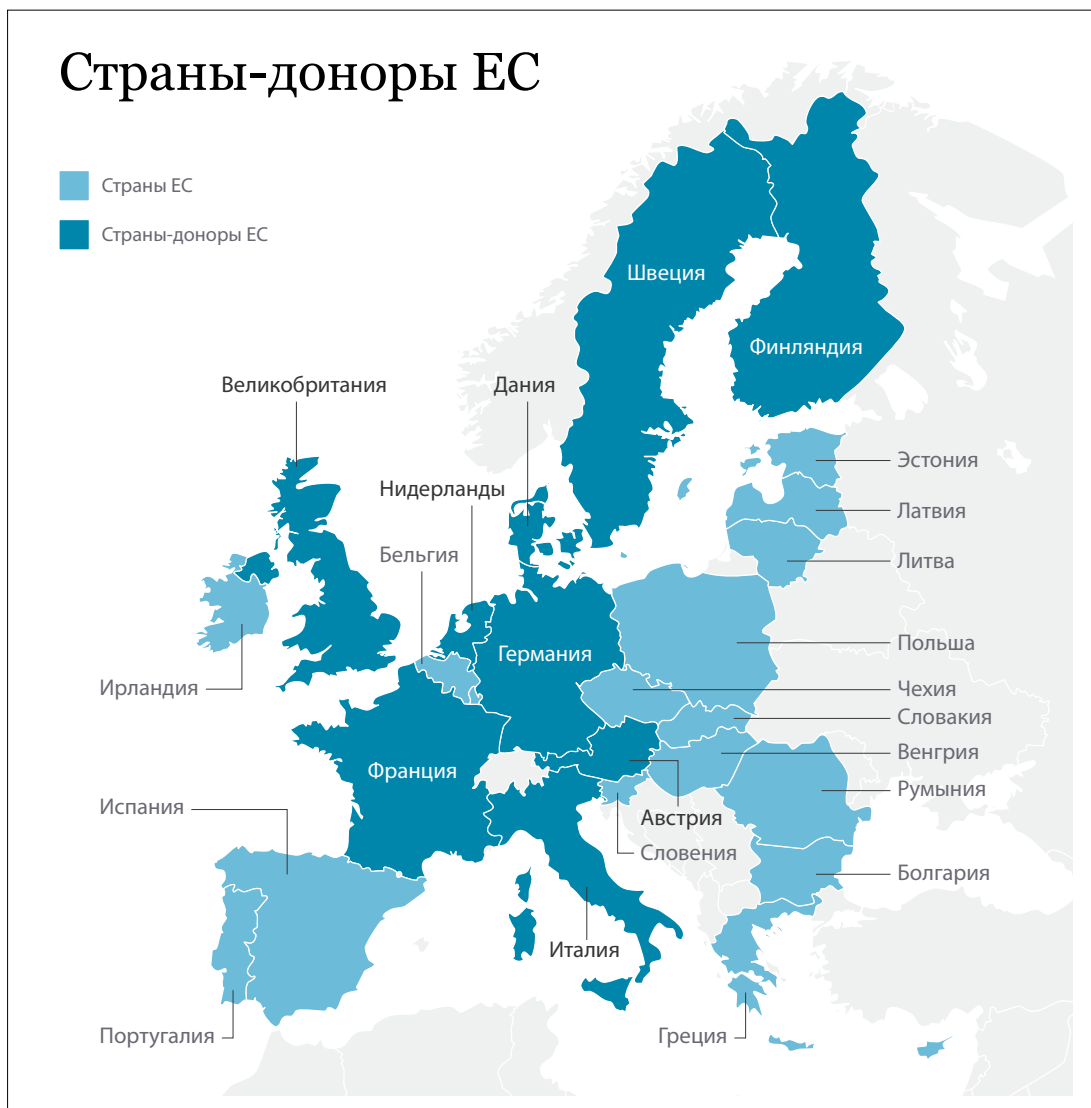 Страны-доноры ЕС
Страны ЕС
Страны-доноры ЕС
Швеция
Финляндия
Великобритания
Дания
Эстония
Нидерланды
Латвия
Бельгия
Литва
Польша
Германия
Ирландия
Чехия
Словакия
Венгрия
Франция
Румыния
Испания
Австрия
Словения
Болгария
Италия
Португалия
Греция